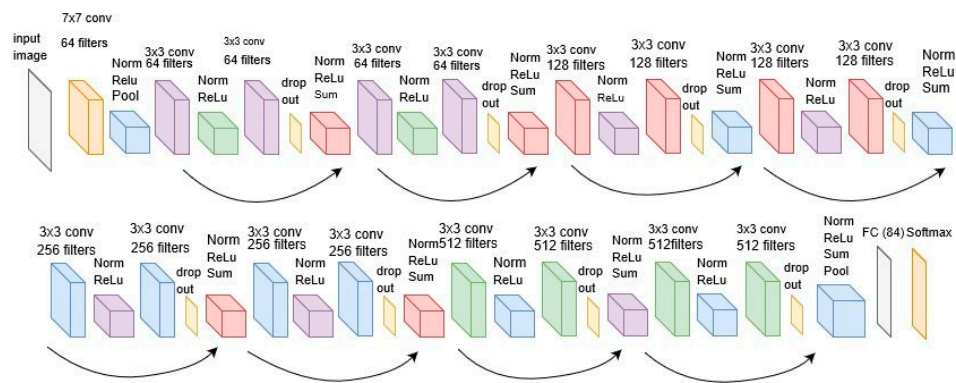 input
image
7x7 conv
64 filters
Norm
Relu
Pool
3x3 conv
64 filters
Norm
ReLu
3x3 conv
64 filters
drop
out
Norm
ReLu
Sum
3x3 conv
64 filters
Norm
ReLu
3x3 conv
64 filters
drop
out
Norm
ReLu
Sum
3x3 conv
128 filters
Norm
ReLu
3x3 conv
128 filters
drop
out
Norm
ReLu
Sum
3x3 conv
128 filters
Norm
ReLu
3x3 conv
128 filters
drop
out
Norm
ReLu
Sum
3x3 conv
256 filters
Norm
ReLu
3x3 conv
256 filters
drop
out
Norm
ReLu
Sum
3x3 conv
256 filters
Norm
ReLu
3x3 conv
256 filters
drop
out
Norm
ReLu
Sum
3x3 conv
512 filters
Norm
ReLu
3x3 conv
512 filters
drop
out
Norm
ReLu
Sum
3x3 conv
512filters
Norm
ReLu
3x3 conv
512 filters
drop
out
Norm
ReLu
Sum
Pool
FC (84)
Softmax